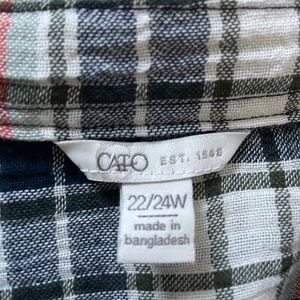 CATO EST. 1946
22/24W
made in
bangladesh